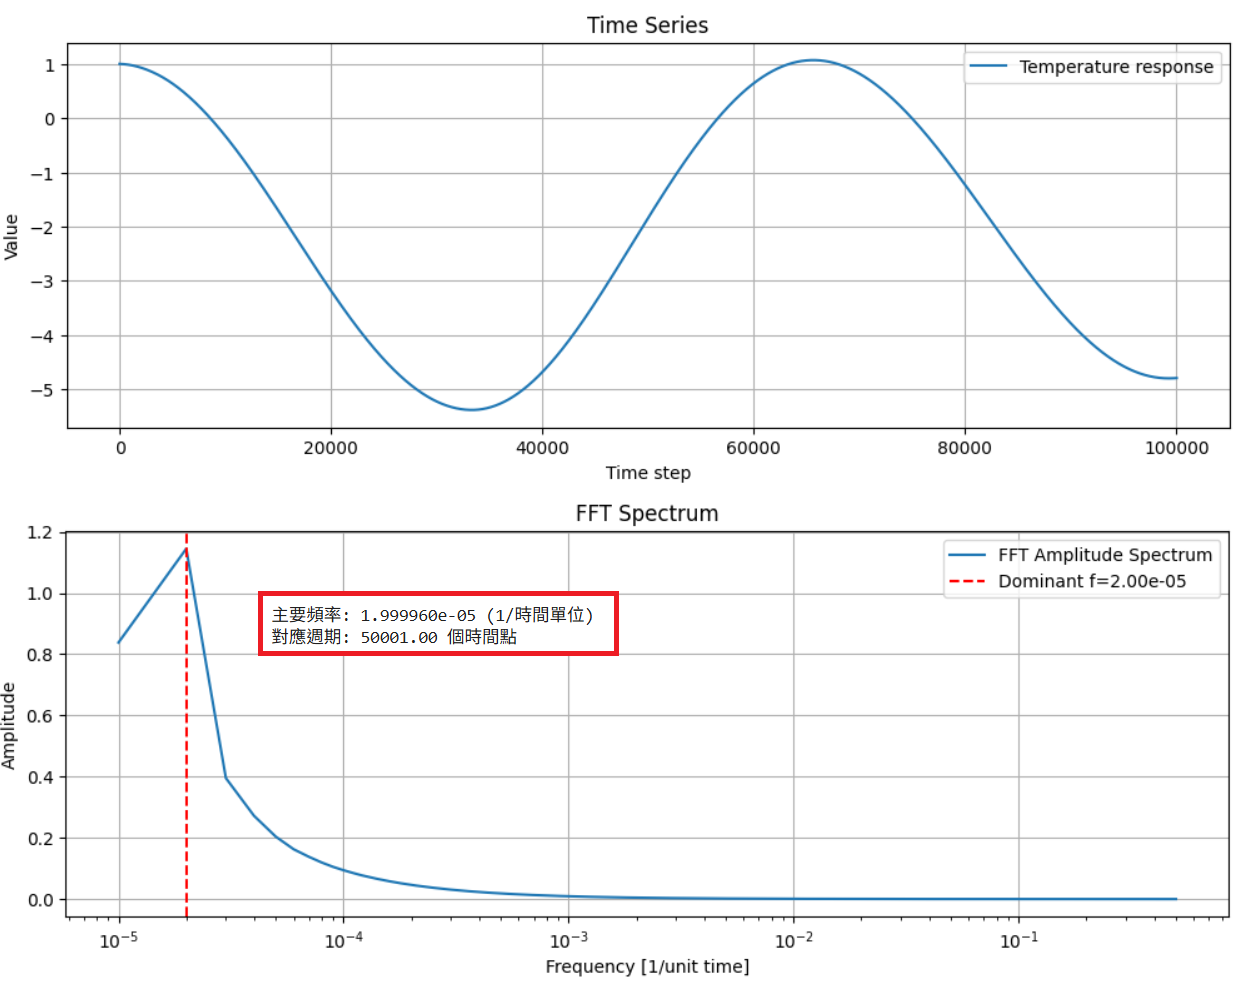 Time Series
Temperature response
1
0
−1
−2
−3
−4
−5
Value
0
20000
40000
60000
80000
100000
Time step
FFT Spectrum
FFT Amplitude Spectrum
Dominant f=2.00e-05
主要頻率: 1.999960e-05 (1/時間單位)
對應週期: 50001.00 個時間點
1.2
1.0
0.8
0.6
0.4
0.2
0.0
Amplitude
10⁻⁵
10⁻⁴
10⁻³
10⁻²
10⁻¹
Frequency [1/unit time]